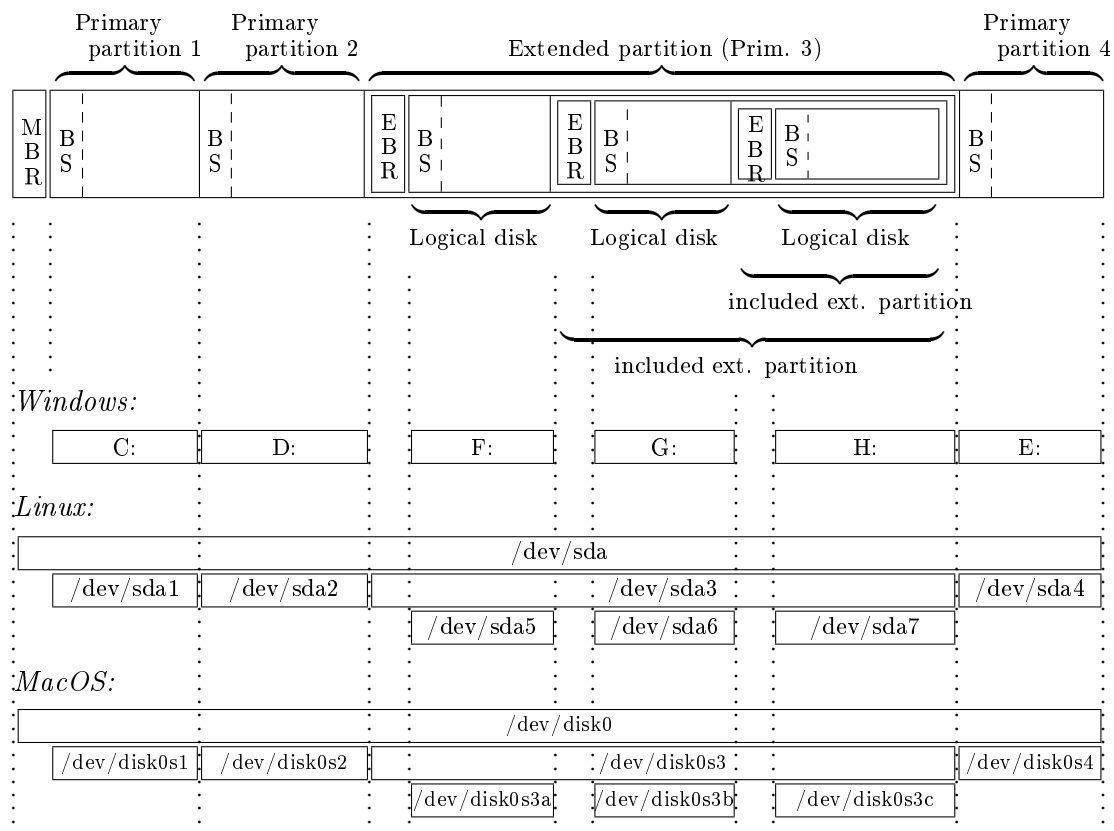 Primary
partition 1
Primary
partition 2
Extended partition (Prim. 3)
Primary
partition 4
M
B
R
B
S
B
S
E
B
R
B
S
E
B
R
B
S
E
B
R
B
S
B
S
Logical disk
Logical disk
Logical disk
included ext. partition
included ext. partition
Windows:
C:
D:
F:
G:
H:
E:
Linux:
/dev/sda
/dev/sda1
/dev/sda2
/dev/sda3
/dev/sda4
/dev/sda5
/dev/sda6
/dev/sda7
MacOS:
/dev/disk0
/dev/disk0s1
/dev/disk0s2
/dev/disk0s3
/dev/disk0s4
/dev/disk0s3a
/dev/disk0s3b
/dev/disk0s3c